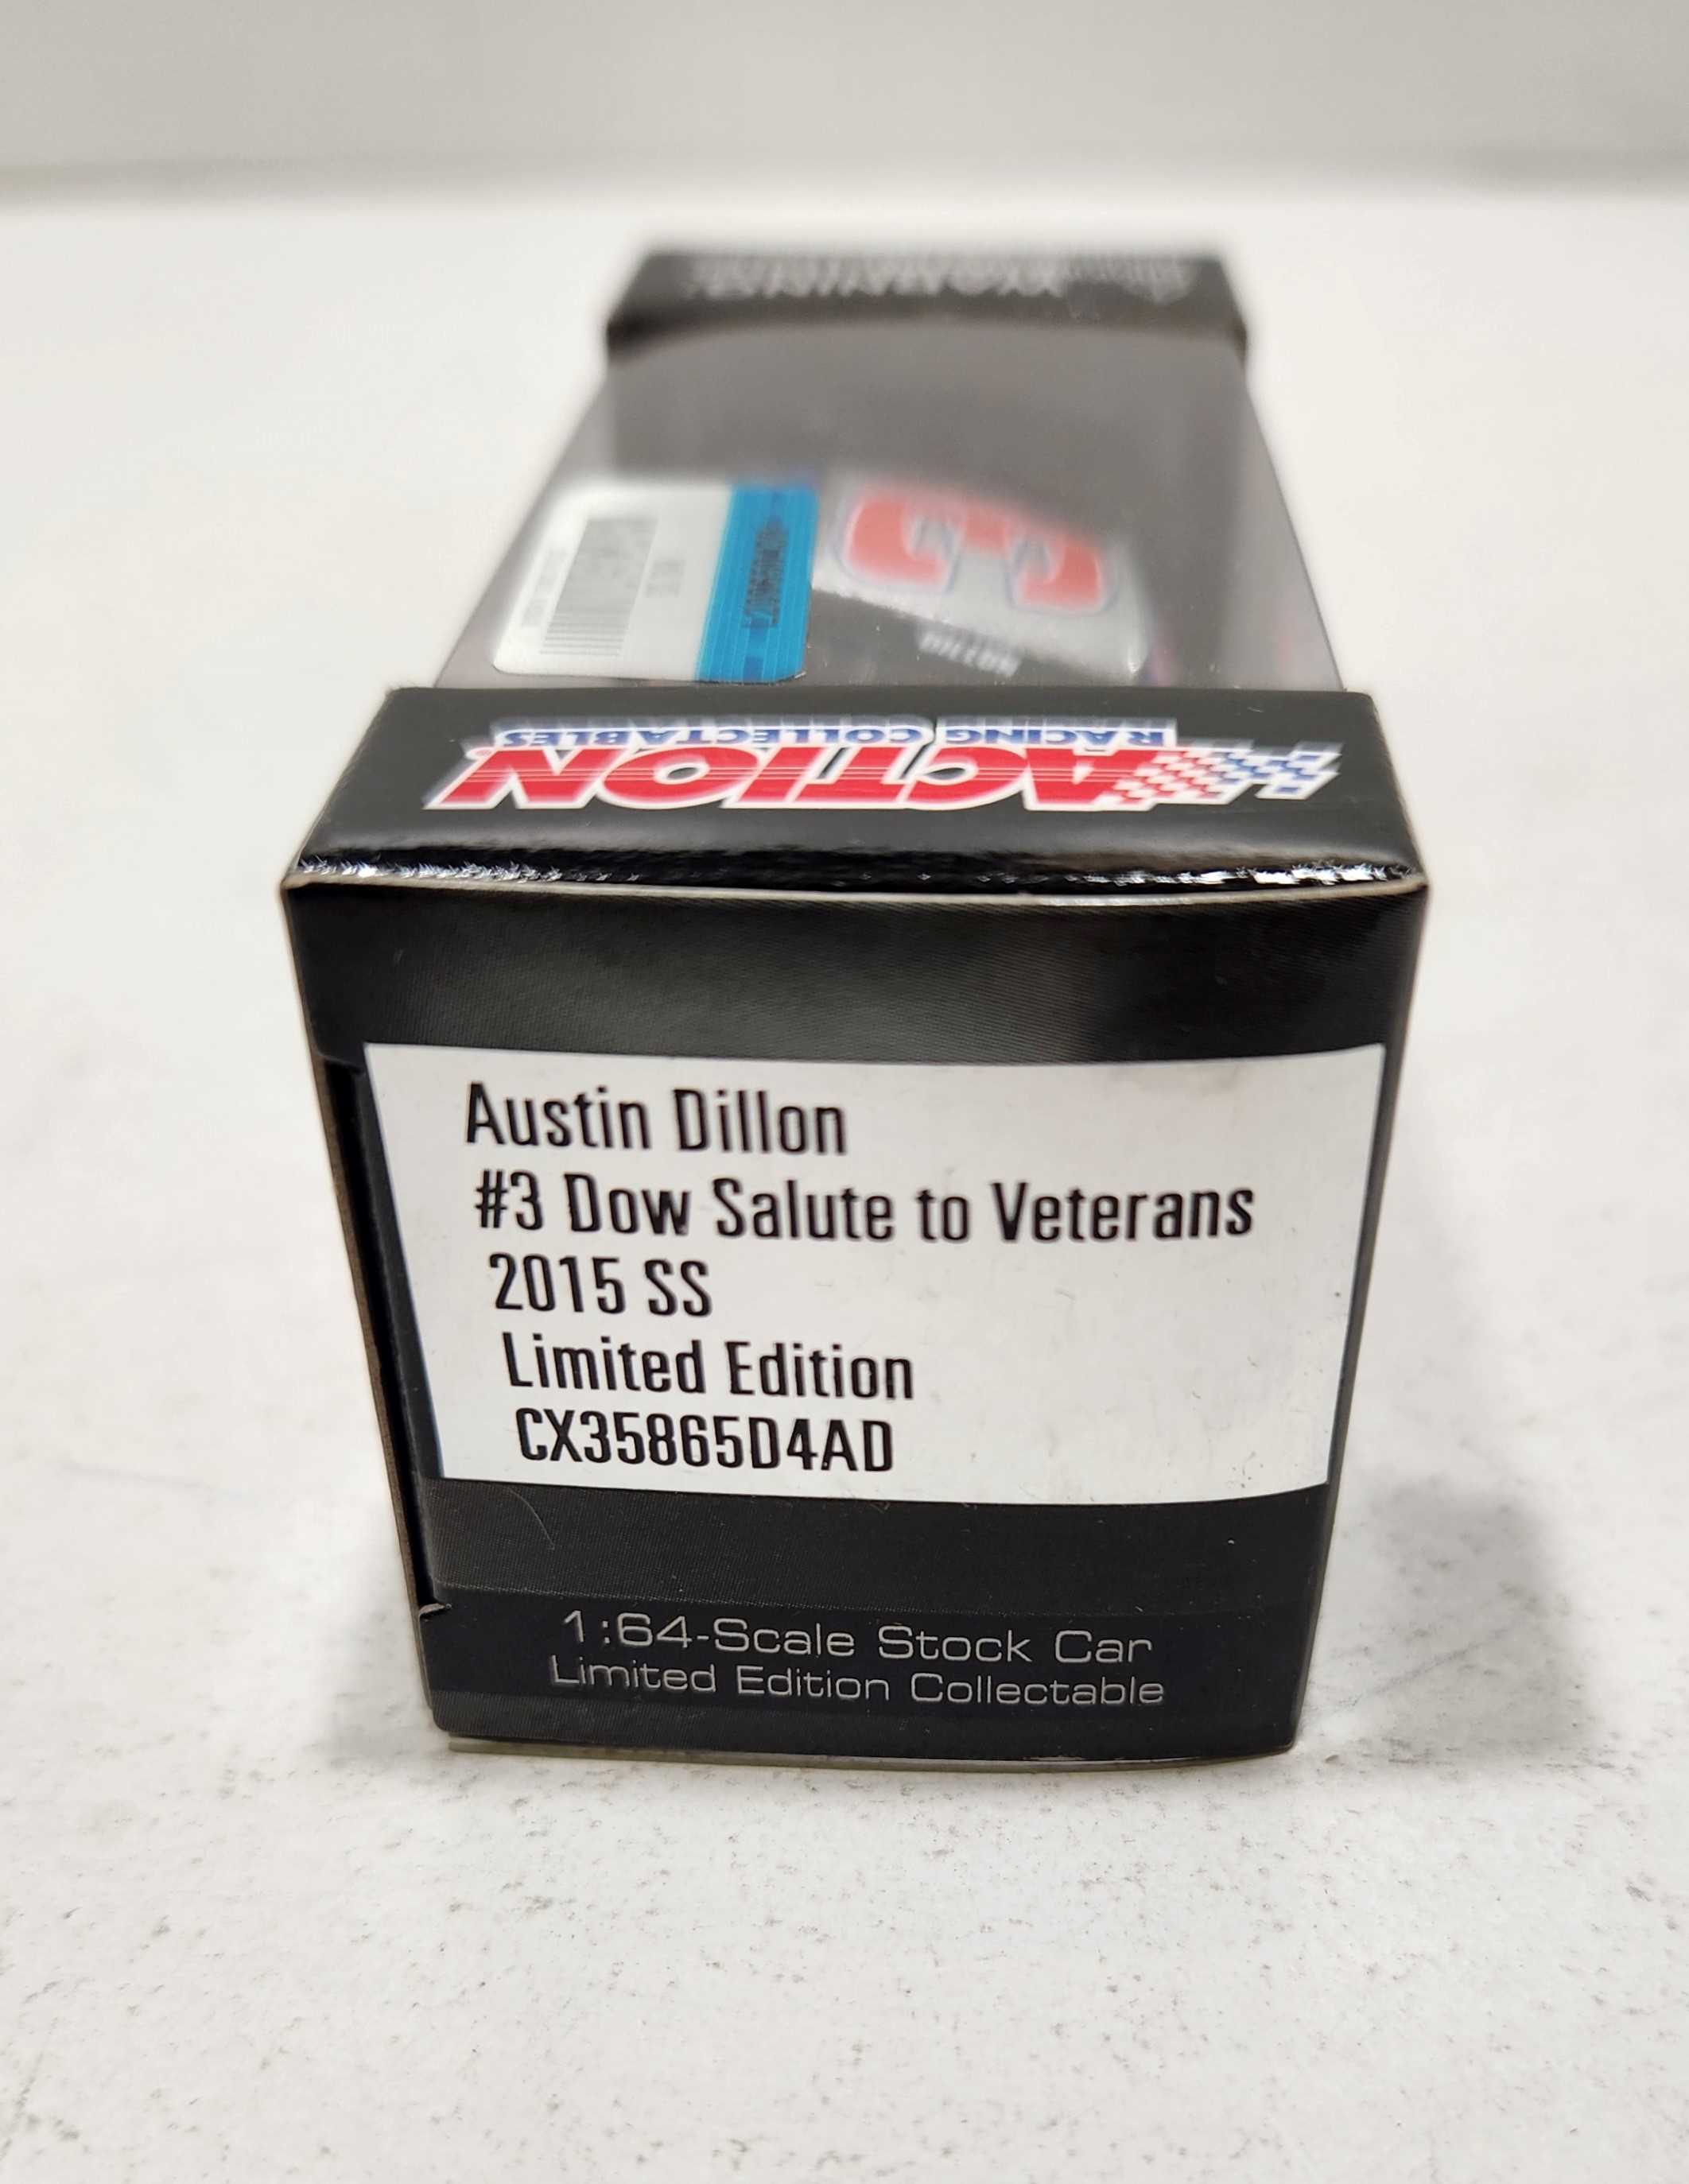 ACTION
RACING COLLECTABLES
Austin Dillon
#3 Dow Salute to Veterans
2015 SS
Limited Edition
CX35865D4AD
1:64-Scale Stock Car
Limited Edition Collectable